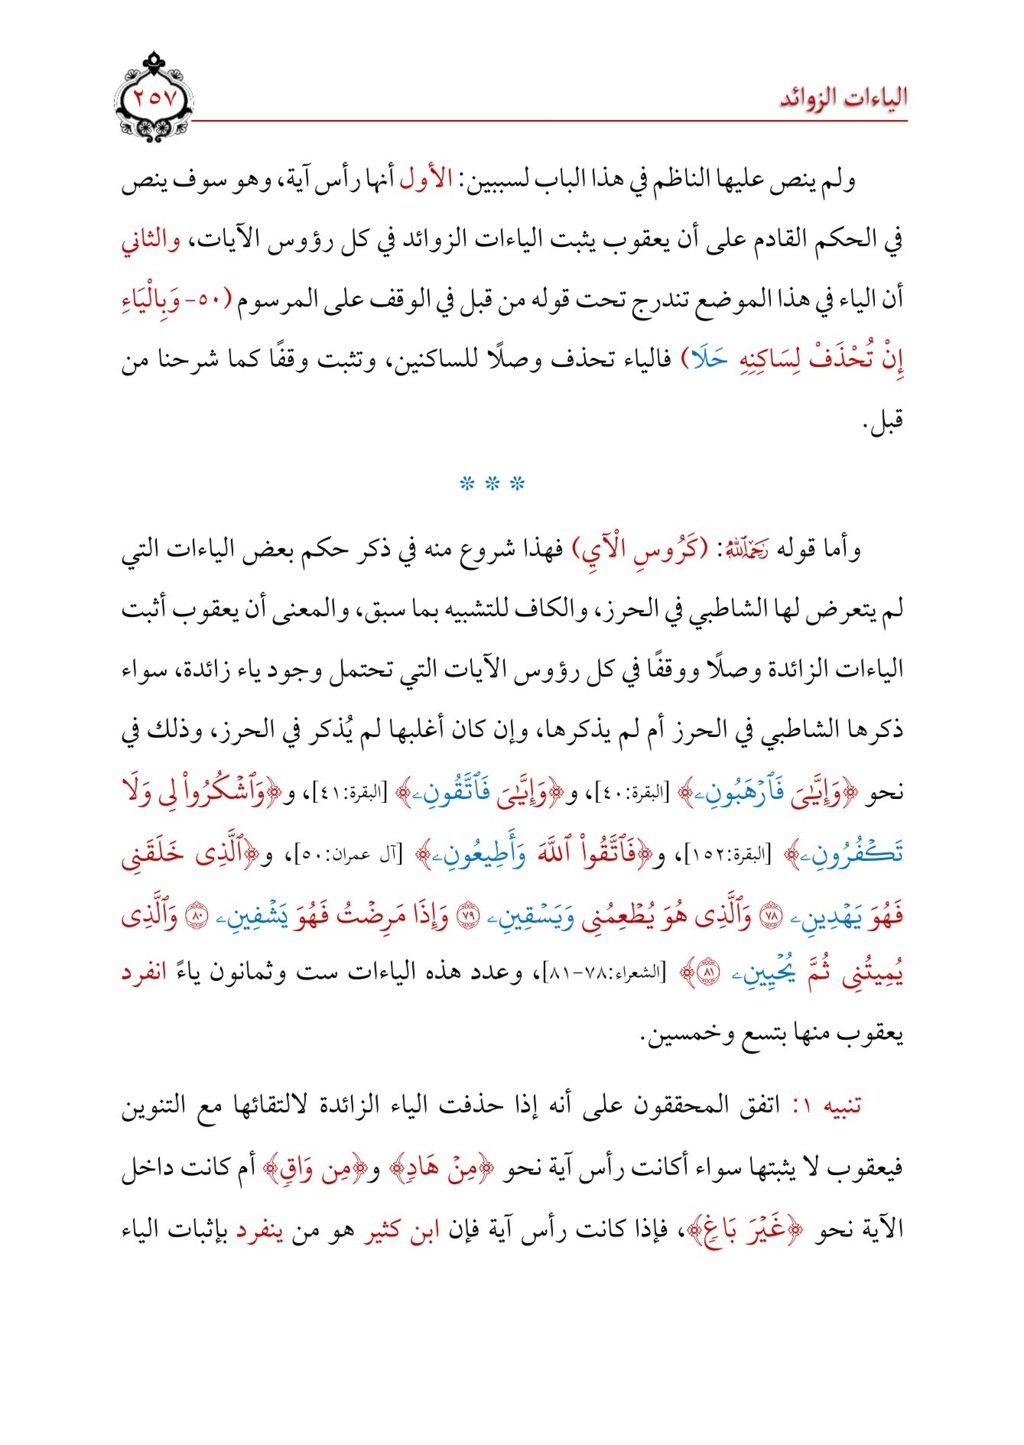 الياءات الزوائد
٢٥٧
ولم ينص عليها الناظم في هذا الباب لسببين: الأول أنها رأس آية، وهو سوف ينص
في الحكم القادم على أن يعقوب يثبت الياءات الزوائد في كل رؤوس الآيات، والثاني
أن الياء في هذا الموضع تندرج تحت قوله من قبل في الوقف على المرسوم (٥٠- وَبِالْيَاءِ
إِنْ تُحْذَفْ لِسَاكِنِهِ حَلَا) فالياء تحذف وصلًا للساكنين، وتثبت وقفًا كما شرحنا من
قبل.
* * *
وأما قوله رَحِمَهُ اللَّهُ: (كَرُوسِ الْآيِ) فهذا شروع منه في ذكر حكم بعض الياءات التي
لم يتعرض لها الشاطبي في الحرز، والكاف للتشبيه بما سبق، والمعنى أن يعقوب أثبت
الياءات الزائدة وصلًا ووقفًا في كل رؤوس الآيات التي تحتمل وجود ياء زائدة، سواء
ذكرها الشاطبي في الحرز أم لم يذكرها، وإن كان أغلبها لم يُذكر في الحرز، وذلك في
نحو ﴿وَإِيَّٰيَ فَٱرۡهَبُونِۦ﴾ [البقرة:٤٠]، و﴿وَإِيَّٰيَ فَٱتَّقُونِۦ﴾ [البقرة:٤١]، و﴿وَٱشۡكُرُواْ لِي وَلَا
تَكۡفُرُونِۦ﴾ [البقرة:١٥٢]، و﴿فَٱتَّقُواْ ٱللَّهَ وَأَطِيعُونِۦ﴾ [آل عمران:٥٠]، و﴿ٱلَّذِي خَلَقَنِي
فَهُوَ يَهۡدِينِۦ ٧٨ وَٱلَّذِي هُوَ يُطۡعِمُنِي وَيَسۡقِينِۦ ٧٩ وَإِذَا مَرِضۡتُ فَهُوَ يَشۡفِينِۦ ٨٠ وَٱلَّذِي
يُمِيتُنِي ثُمَّ يُحۡيِينِۦ ٨١﴾ [الشعراء:٧٨-٨١]، وعدد هذه الياءات ست وثمانون ياءً انفرد
يعقوب منها بتسع وخمسين.
تنبيه ١: اتفق المحققون على أنه إذا حذفت الياء الزائدة لالتقائها مع التنوين
فيعقوب لا يثبتها سواء أكانت رأس آية نحو ﴿مِنۡ هَادٖ﴾ و﴿مِن وَاقٖ﴾ أم كانت داخل
الآية نحو ﴿غَيۡرَ بَاغٖ﴾، فإذا كانت رأس آية فإن ابن كثير هو من ينفرد بإثبات الياء